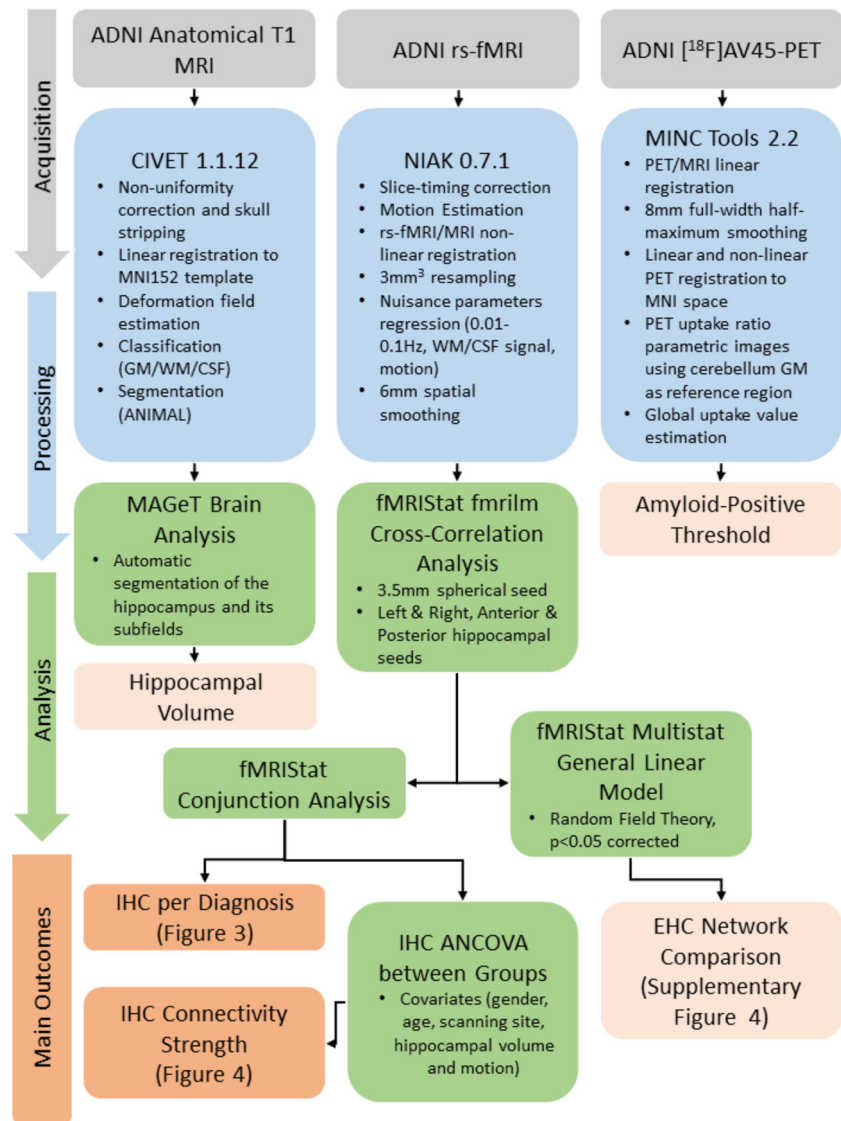 Acquisition
Processing
Analysis
Main Outcomes
ADNI Anatomical T1
MRI
ADNI rs-fMRI
ADNI [¹⁸F]AV45-PET
CIVET 1.1.12
• Non-uniformity
correction and skull
stripping
• Linear registration to
MNI152 template
• Deformation field
estimation
• Classification
(GM/WM/CSF)
• Segmentation
(ANIMAL)
NIAK 0.7.1
• Slice-timing correction
• Motion Estimation
• rs-fMRI/MRI non-
linear registration
• 3mm³ resampling
• Nuisance parameters
regression (0.01-
0.1Hz, WM/CSF signal,
motion)
• 6mm spatial
smoothing
MINC Tools 2.2
• PET/MRI linear
registration
• 8mm full-width half-
maximum smoothing
• Linear and non-linear
PET registration to
MNI space
• PET uptake ratio
parametric images
using cerebellum GM
as reference region
• Global uptake value
estimation
MAGeT Brain
Analysis
• Automatic
segmentation of the
hippocampus and its
subfields
fMRIStat fmrilm
Cross-Correlation
Analysis
• 3.5mm spherical seed
• Left & Right, Anterior &
Posterior hippocampal
seeds
Amyloid-Positive
Threshold
Hippocampal
Volume
fMRIStat
Conjunction Analysis
fMRIStat Multistat
General Linear
Model
• Random Field Theory,
p<0.05 corrected
IHC per Diagnosis
(Figure 3)
IHC ANCOVA
between Groups
• Covariates (gender,
age, scanning site,
hippocampal volume
and motion)
EHC Network
Comparison
(Supplementary
Figure 4)
IHC Connectivity
Strength
(Figure 4)